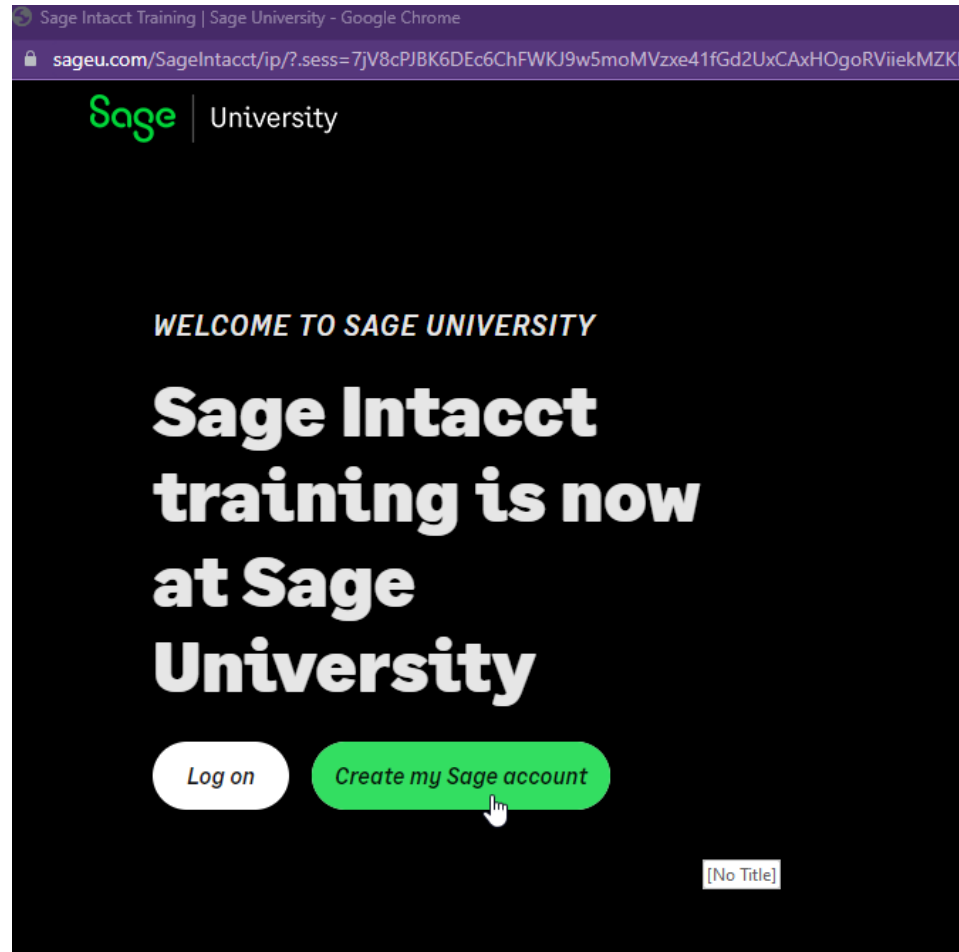 Sage Intacct Training | Sage University - Google Chrome
sageu.com/SageIntacct/ip/?.sess=7jV8cPJBK6DEc6ChFWKJ9w5moMVzxe41fGd2UxCAxHOgoRViiekMZK
Sage | University
WELCOME TO SAGE UNIVERSITY
Sage Intacct
training is now
at Sage
University
Log on
Create my Sage account
[No Title]